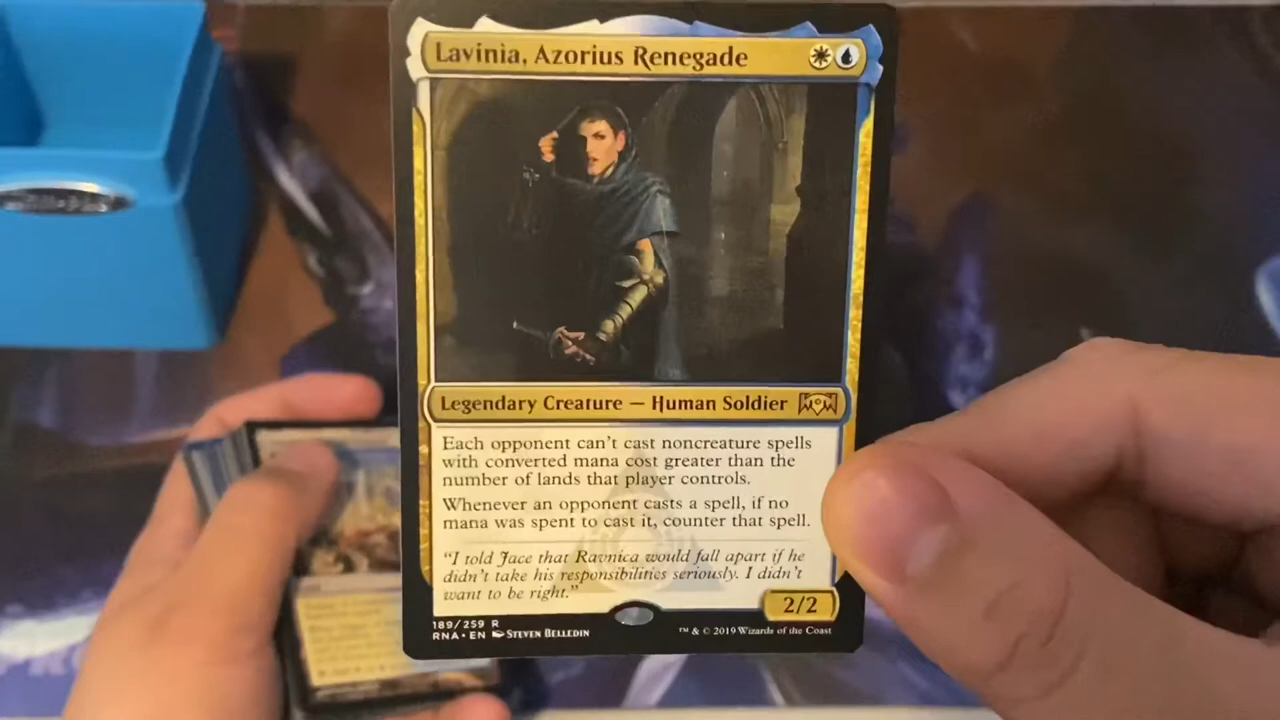 Lavinia, Azorius Renegade
Legendary Creature — Human Soldier
Each opponent can't cast noncreature spells
with converted mana cost greater than the
number of lands that player controls.
Whenever an opponent casts a spell, if no
mana was spent to cast it, counter that spell.
"I told Jace that Ravnica would fall apart if he
didn't take his responsibilities seriously. I didn't
want to be right."
2/2
189/259 R
RNA • EN Steven Belledin
™ & © 2019 Wizards of the Coast